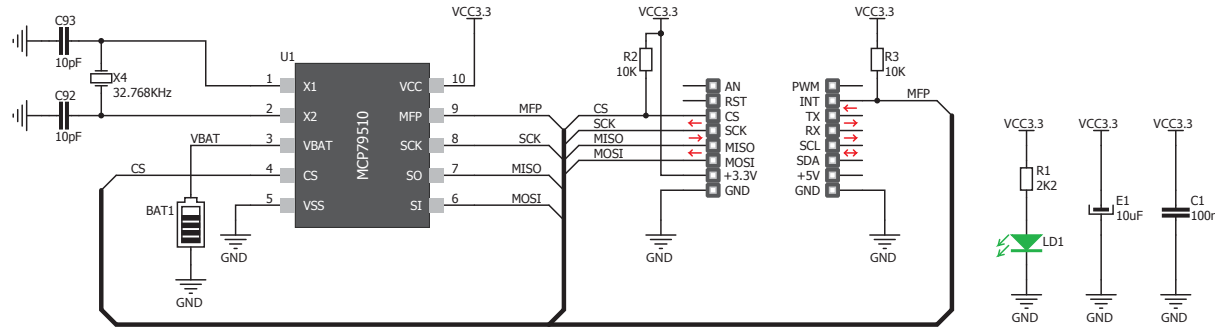 C93
10pF
X4
32.768KHz
C92
10pF
U1
VCC3.3
MCP79510
1
X1
2
X2
3
VBAT
4
CS
5
VSS
VCC
10
MFP
9
SCK
8
SO
7
SI
6
VBAT
CS
BAT1
GND
GND
MFP
SCK
MISO
MOSI
VCC3.3
R2
10K
CS
SCK
MISO
MOSI
AN
RST
CS
SCK
MISO
MOSI
+3.3V
GND
GND
VCC3.3
R3
10K
MFP
PWM
INT
TX
RX
SCL
SDA
+5V
GND
GND
VCC3.3
R1
2K2
LD1
GND
VCC3.3
E1
10uF
GND
VCC3.3
C1
100n
GND